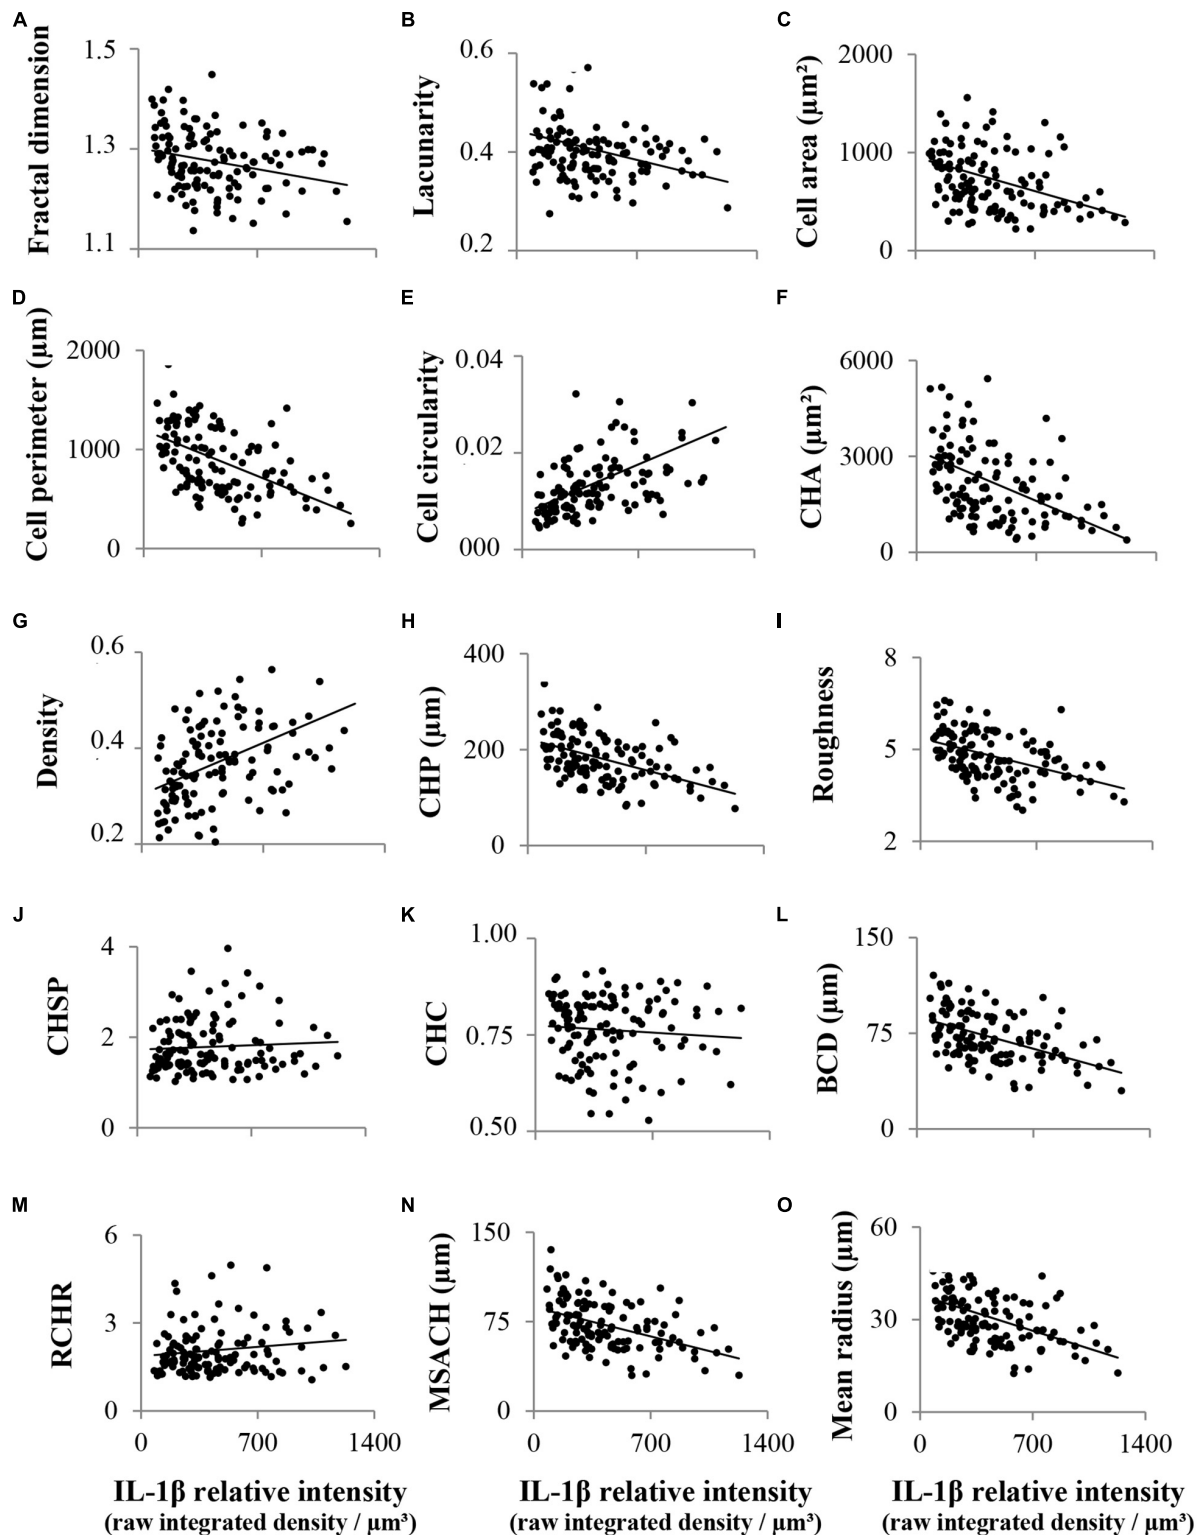 A
Fractal dimension
1.5
1.3
1.1
B
Lacunarity
0.6
0.4
0.2
C
Cell area (µm²)
2000
1000
0
D
Cell perimeter (µm)
2000
1000
0
E
Cell circularity
0.04
0.02
000
F
CHA (µm²)
6000
3000
0
G
Density
0.6
0.4
0.2
H
CHP (µm)
400
200
0
I
Roughness
8
5
2
J
CHSP
4
2
0
K
CHC
1.00
0.75
0.50
L
BCD (µm)
150
75
0
M
RCHR
6
3
0
0 700 1400
IL-1β relative intensity
(raw integrated density / µm³)
N
MSACH (µm)
150
75
0
0 700 1400
IL-1β relative intensity
(raw integrated density / µm³)
O
Mean radius (µm)
60
30
0
0 700 1400
IL-1β relative intensity
(raw integrated density / µm³)